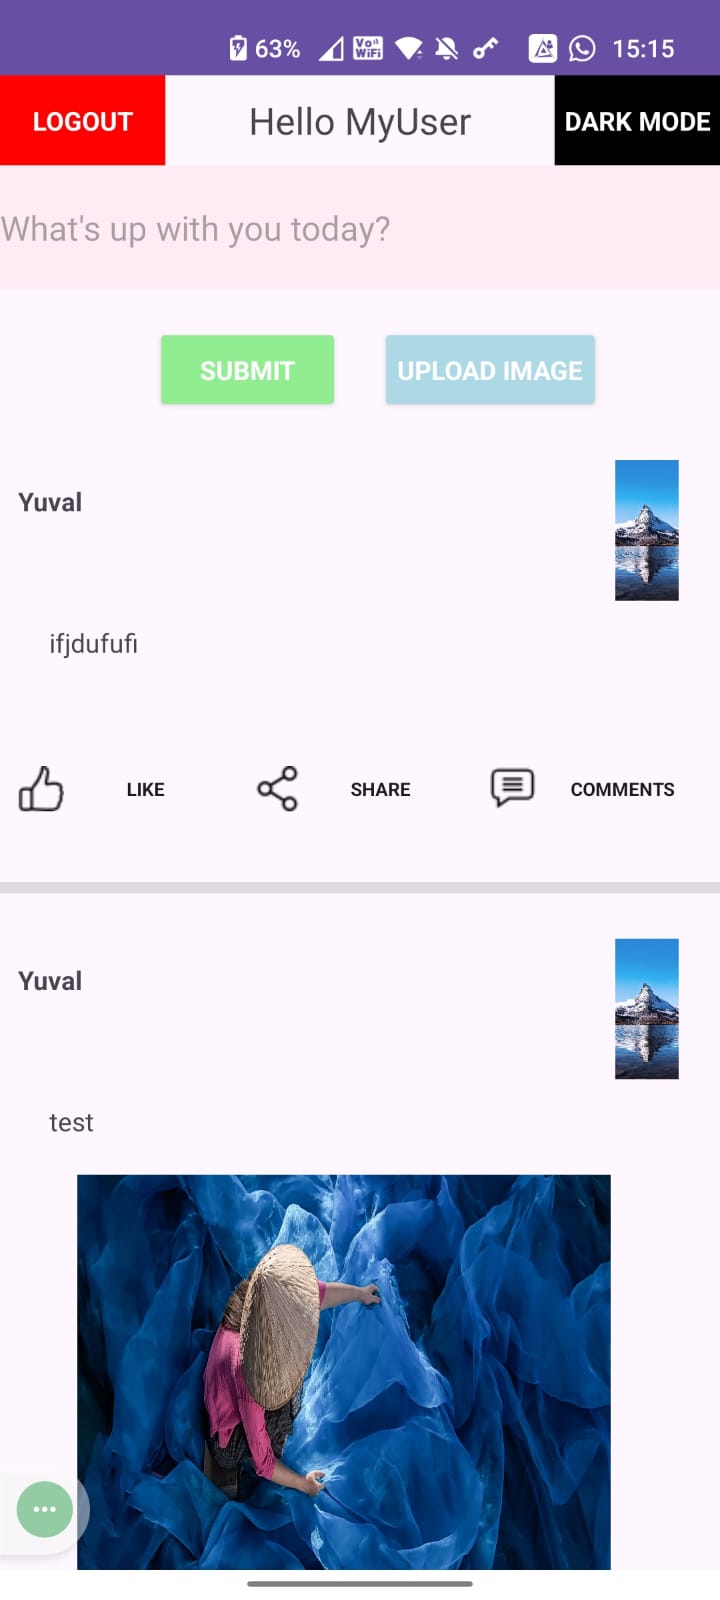 63% Vo)) WiFi 15:15
LOGOUT Hello MyUser DARK MODE
What's up with you today?
SUBMIT UPLOAD IMAGE
Yuval
ifjdufufi
LIKE SHARE COMMENTS
Yuval
test